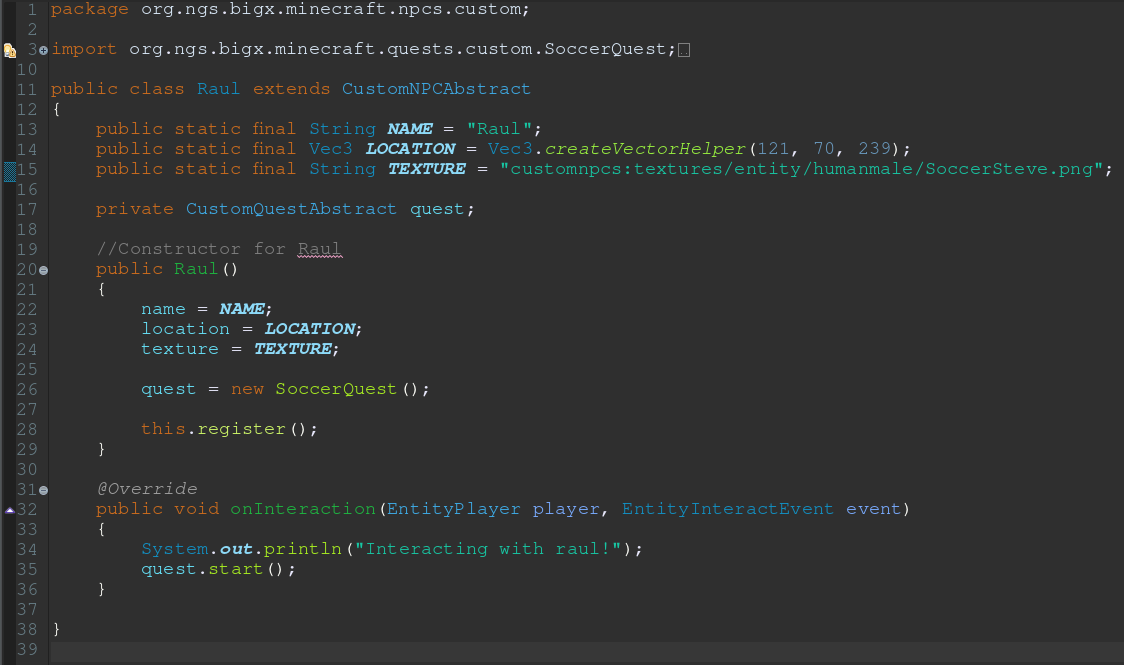 1 package org.ngs.bigx.minecraft.npcs.custom;
2
3 import org.ngs.bigx.minecraft.quests.custom.SoccerQuest;
10
11 public class Raul extends CustomNPCAbstract
12 {
13     public static final String NAME = "Raul";
14     public static final Vec3 LOCATION = Vec3.createVectorHelper(121, 70, 239);
15     public static final String TEXTURE = "customnpcs:textures/entity/humanmale/SoccerSteve.png";
16
17     private CustomQuestAbstract quest;
18
19     //Constructor for Raul
20     public Raul()
21     {
22         name = NAME;
23         location = LOCATION;
24         texture = TEXTURE;
25
26         quest = new SoccerQuest();
27
28         this.register();
29     }
30
31     @Override
32     public void onInteraction(EntityPlayer player, EntityInteractEvent event)
33     {
34         System.out.println("Interacting with raul!");
35         quest.start();
36     }
37
38 }
39